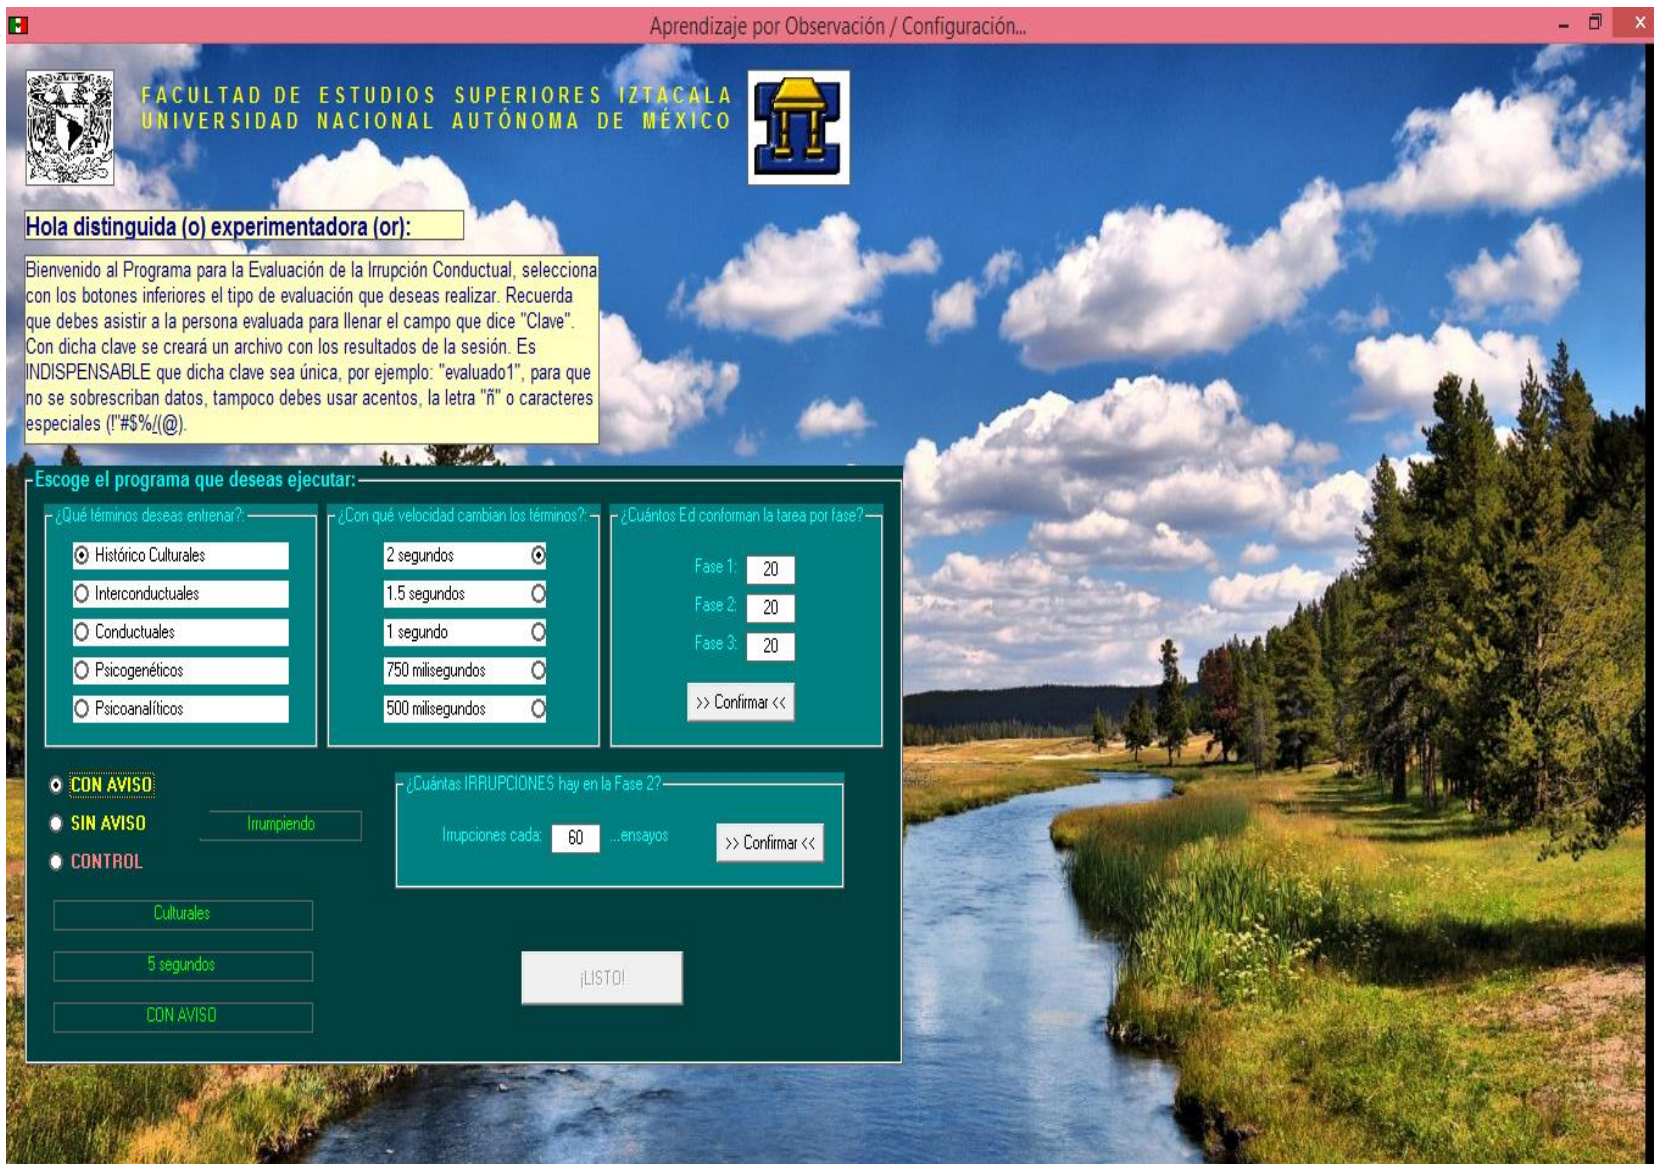 Aprendizaje por Observación / Configuración...
FACULTAD DE ESTUDIOS SUPERIORES IZTACALA
UNIVERSIDAD NACIONAL AUTÓNOMA DE MÉXICO
Hola distinguida (o) experimentadora (or):
Bienvenido al Programa para la Evaluación de la Irrupción Conductual, selecciona
con los botones inferiores el tipo de evaluación que deseas realizar. Recuerda
que debes asistir a la persona evaluada para llenar el campo que dice "Clave".
Con dicha clave se creará un archivo con los resultados de la sesión. Es
INDISPENSABLE que dicha clave sea única, por ejemplo: "evaluado1", para que
no se sobrescriban datos, tampoco debes usar acentos, la letra "ñ" o caracteres
especiales (!"#$%/(@).
Escoge el programa que deseas ejecutar:
¿Qué términos deseas entrenar?:
Histórico Culturales
Interconductuales
Conductuales
Psicogenéticos
Psicoanalíticos
¿Con qué velocidad cambian los términos?:
2 segundos
1.5 segundos
1 segundo
750 milisegundos
500 milisegundos
¿Cuántos Ed conforman la tarea por fase?
Fase 1: 20
Fase 2: 20
Fase 3: 20
>> Confirmar <<
CON AVISO
SIN AVISO
CONTROL
Irrumpiendo
¿Cuántas IRRUPCIONES hay en la Fase 2?
Irrupciones cada: 60 ...ensayos
>> Confirmar <<
Culturales
5 segundos
CON AVISO
¡LISTO!